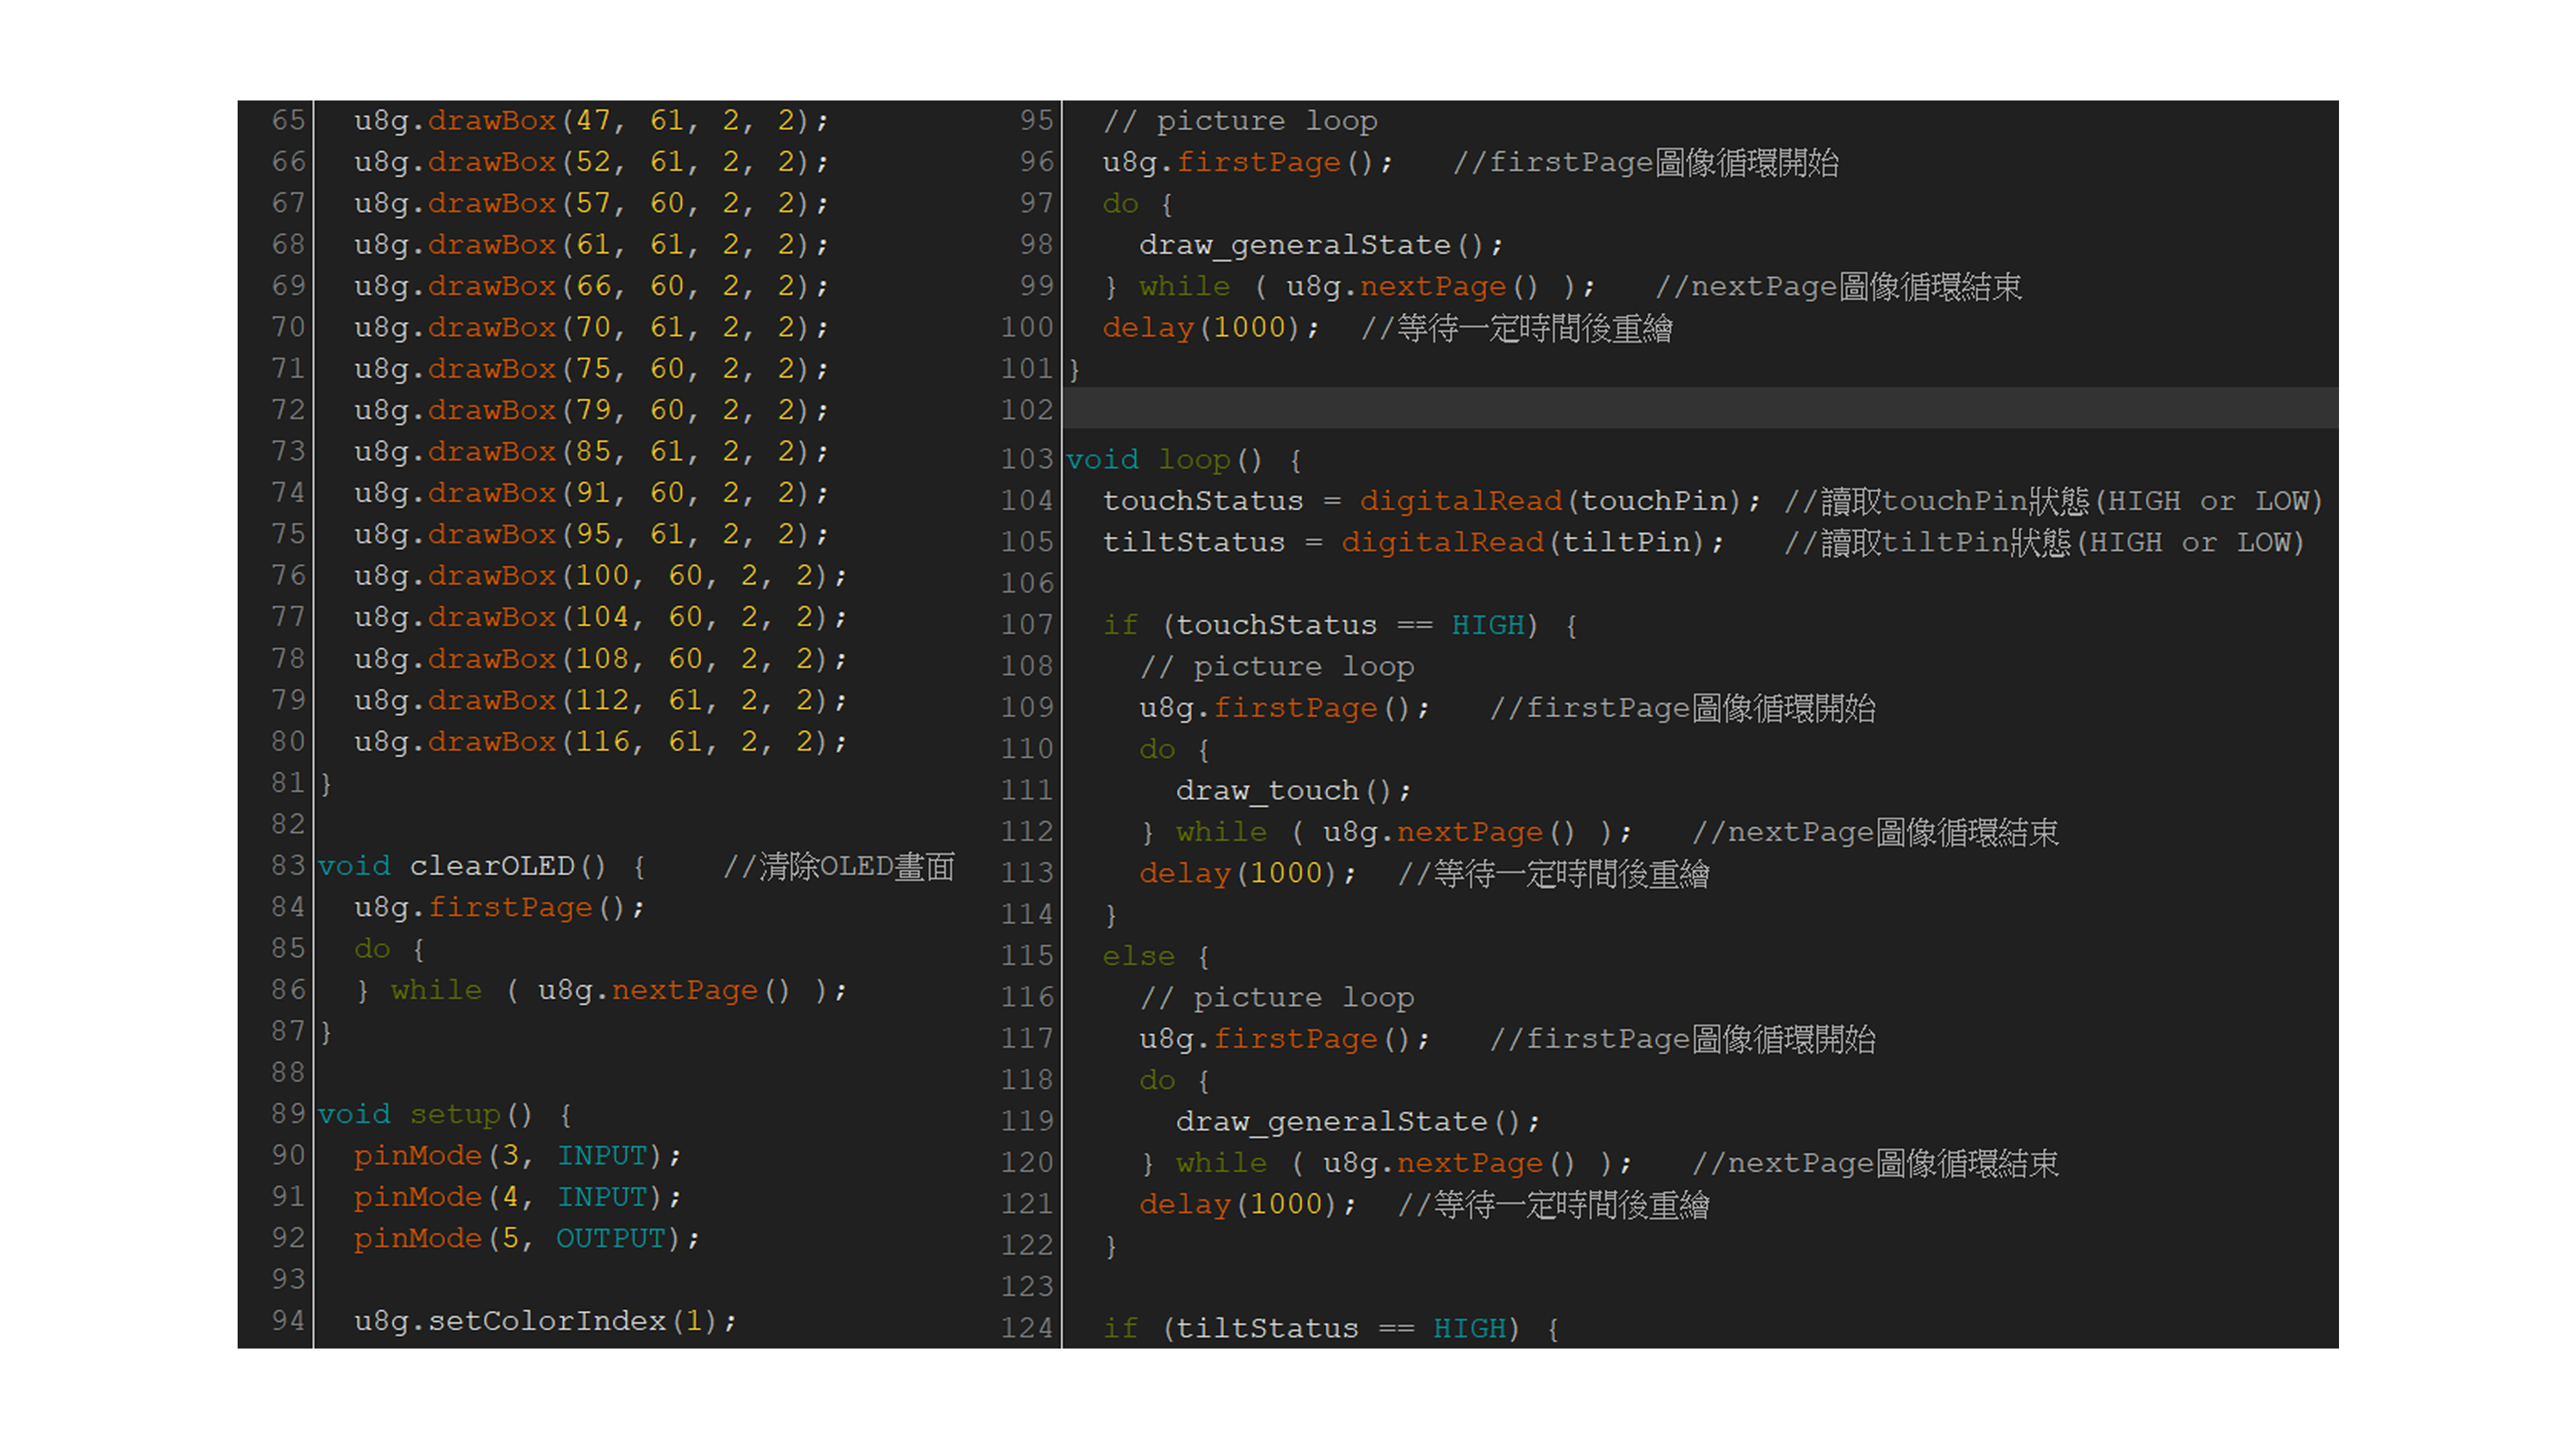 65 u8g.drawBox(47, 61, 2, 2);
66 u8g.drawBox(52, 61, 2, 2);
67 u8g.drawBox(57, 60, 2, 2);
68 u8g.drawBox(61, 61, 2, 2);
69 u8g.drawBox(66, 60, 2, 2);
70 u8g.drawBox(70, 61, 2, 2);
71 u8g.drawBox(75, 60, 2, 2);
72 u8g.drawBox(79, 60, 2, 2);
73 u8g.drawBox(85, 61, 2, 2);
74 u8g.drawBox(91, 60, 2, 2);
75 u8g.drawBox(95, 61, 2, 2);
76 u8g.drawBox(100, 60, 2, 2);
77 u8g.drawBox(104, 60, 2, 2);
78 u8g.drawBox(108, 60, 2, 2);
79 u8g.drawBox(112, 61, 2, 2);
80 u8g.drawBox(116, 61, 2, 2);
81 }
82
83 void clearOLED() {    //清除OLED畫面
84 u8g.firstPage();
85 do {
86 } while ( u8g.nextPage() );
87 }
88
89 void setup() {
90 pinMode(3, INPUT);
91 pinMode(4, INPUT);
92 pinMode(5, OUTPUT);
93
94 u8g.setColorIndex(1);
95 // picture loop
96 u8g.firstPage();   //firstPage圖像循環開始
97 do {
98 draw_generalState();
99 } while ( u8g.nextPage() );   //nextPage圖像循環結束
100 delay(1000);  //等待一定時間後重繪
101 }
102
103 void loop() {
104 touchStatus = digitalRead(touchPin); //讀取touchPin狀態(HIGH or LOW)
105 tiltStatus = digitalRead(tiltPin);   //讀取tiltPin狀態(HIGH or LOW)
106
107 if (touchStatus == HIGH) {
108 // picture loop
109 u8g.firstPage();   //firstPage圖像循環開始
110 do {
111 draw_touch();
112 } while ( u8g.nextPage() );   //nextPage圖像循環結束
113 delay(1000);  //等待一定時間後重繪
114 }
115 else {
116 // picture loop
117 u8g.firstPage();   //firstPage圖像循環開始
118 do {
119 draw_generalState();
120 } while ( u8g.nextPage() );   //nextPage圖像循環結束
121 delay(1000);  //等待一定時間後重繪
122 }
123
124 if (tiltStatus == HIGH) {